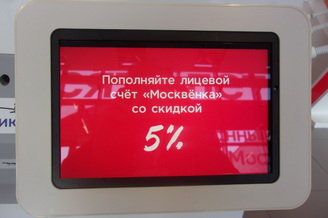 Пополняйте лицевой
счёт «Москвёнка»
со скидкой
5%